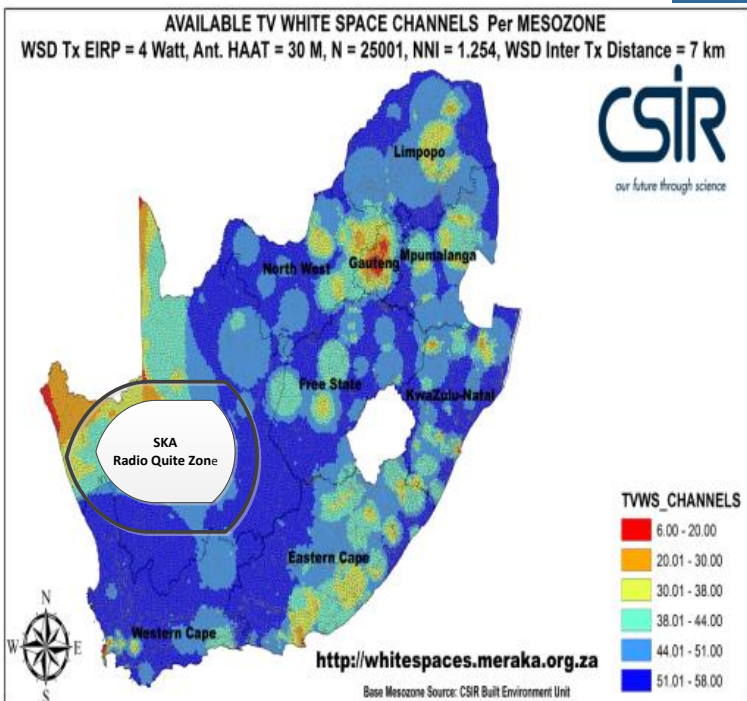 AVAILABLE TV WHITE SPACE CHANNELS Per MESOZONE
WSD Tx EIRP = 4 Watt, Ant. HAAT = 30 M, N = 25001, NNI = 1.254, WSD Inter Tx Distance = 7 km
CSIR
our future through science
Limpopo
North West
Gauteng
Mpumalanga
Free State
KwaZulu-Natal
SKA
Radio Quite Zone
Eastern Cape
Western Cape
N
W
E
S
http://whitespaces.meraka.org.za
Base Mesozone Source: CSIR Built Environment Unit
TVWS_CHANNELS
6.00 - 20.00
20.01 - 30.00
30.01 - 38.00
38.01 - 44.00
44.01 - 51.00
51.01 - 58.00